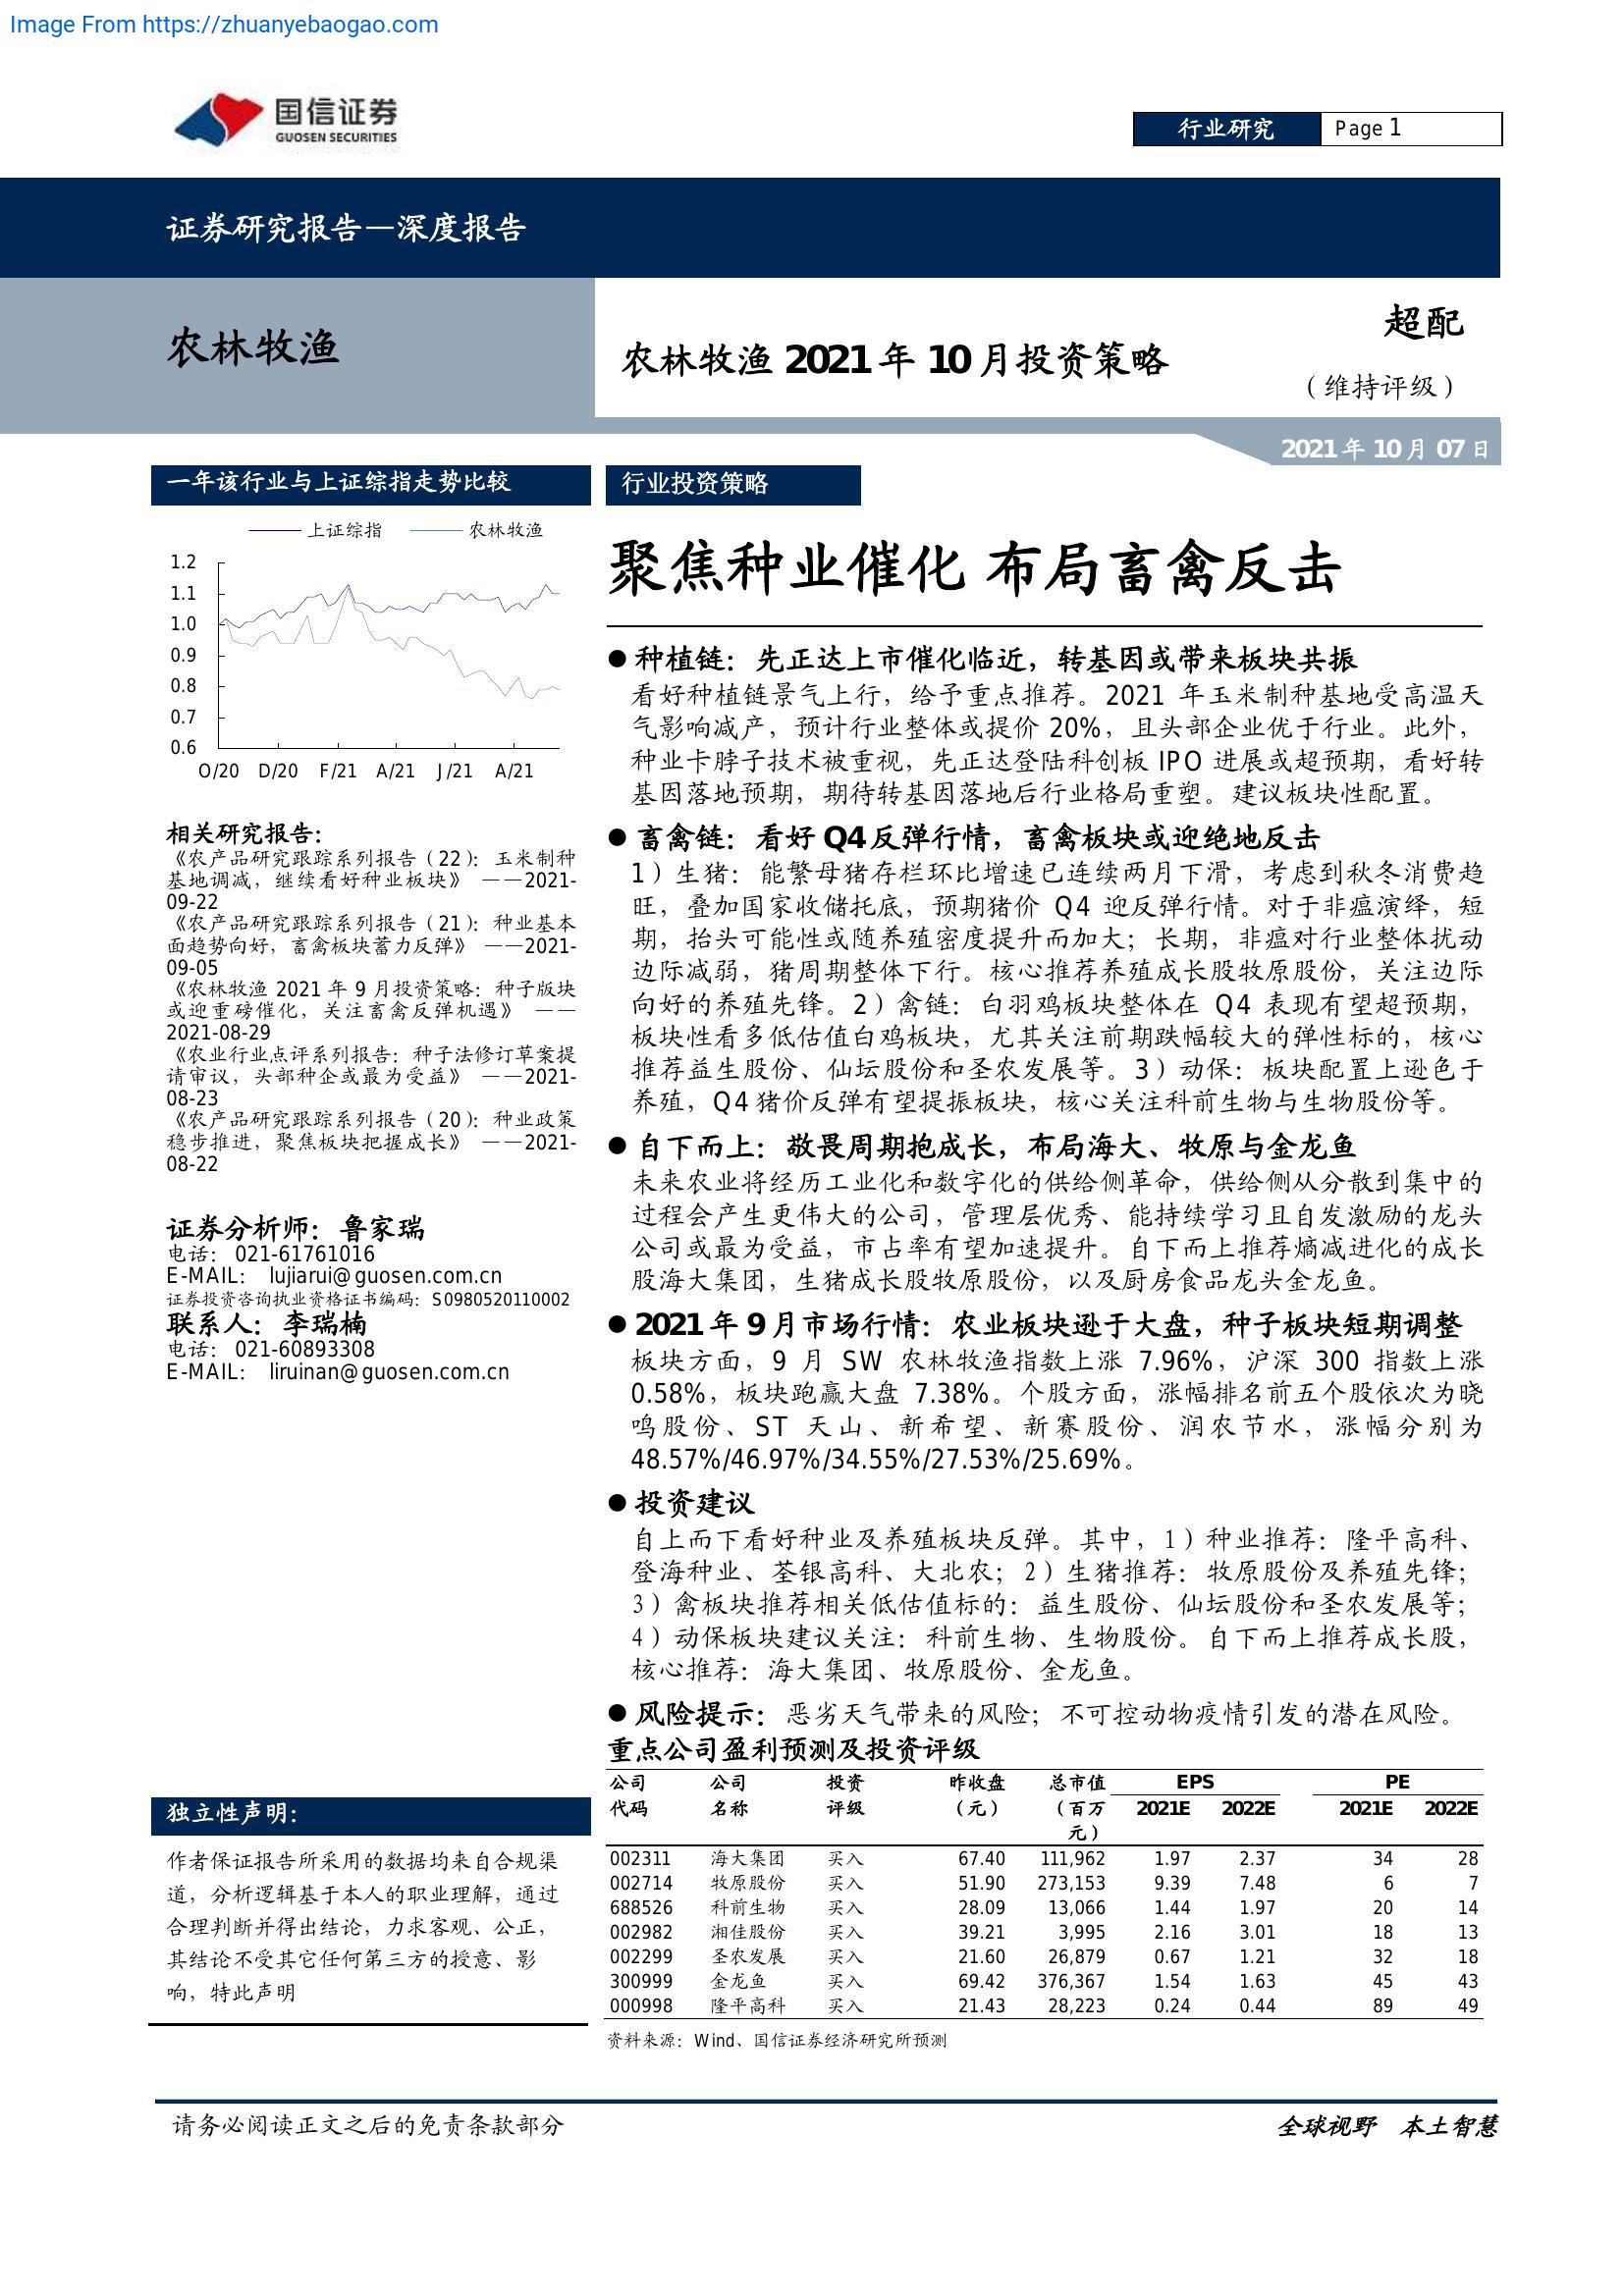 Image From https://zhuanyebaogao.com
国信证券
GUOSEN SECURITIES
行业研究
Page 1
证券研究报告—深度报告
农林牧渔
农林牧渔 2021 年 10 月投资策略
超配
（维持评级）
2021 年 10 月 07 日
一年该行业与上证综指走势比较
上证综指 农林牧渔
1.2
1.1
1.0
0.9
0.8
0.7
0.6
O/20 D/20 F/21 A/21 J/21 A/21
相关研究报告：
《农产品研究跟踪系列报告（22）：玉米制种
基地调减，继续看好种业板块》 ——2021-
09-22
《农产品研究跟踪系列报告（21）：种业基本
面趋势向好，畜禽板块蓄力反弹》 ——2021-
09-05
《农林牧渔 2021 年 9 月投资策略：种子版块
或迎重磅催化，关注畜禽反弹机遇》 ——
2021-08-29
《农业行业点评系列报告：种子法修订草案提
请审议，头部种企或最为受益》 ——2021-
08-23
《农产品研究跟踪系列报告（20）：种业政策
稳步推进，聚焦板块把握成长》 ——2021-
08-22
证券分析师：鲁家瑞
电话： 021-61761016
E-MAIL： lujiarui@guosen.com.cn
证券投资咨询执业资格证书编码：S0980520110002
联系人：李瑞楠
电话： 021-60893308
E-MAIL： liruinan@guosen.com.cn
独立性声明：
作者保证报告所采用的数据均来自合规渠
道，分析逻辑基于本人的职业理解，通过
合理判断并得出结论，力求客观、公正，
其结论不受其它任何第三方的授意、影
响，特此声明
行业投资策略
聚焦种业催化 布局畜禽反击
● 种植链：先正达上市催化临近，转基因或带来板块共振
看好种植链景气上行，给予重点推荐。2021 年玉米制种基地受高温天
气影响减产，预计行业整体或提价 20%，且头部企业优于行业。此外，
种业卡脖子技术被重视，先正达登陆科创板 IPO 进展或超预期，看好转
基因落地预期，期待转基因落地后行业格局重塑。建议板块性配置。
● 畜禽链：看好 Q4 反弹行情，畜禽板块或迎绝地反击
1）生猪：能繁母猪存栏环比增速已连续两月下滑，考虑到秋冬消费趋
旺，叠加国家收储托底，预期猪价 Q4 迎反弹行情。对于非瘟演绎，短
期，抬头可能性或随养殖密度提升而加大；长期，非瘟对行业整体扰动
边际减弱，猪周期整体下行。核心推荐养殖成长股牧原股份，关注边际
向好的养殖先锋。2）禽链：白羽鸡板块整体在 Q4 表现有望超预期，
板块性看多低估值白鸡板块，尤其关注前期跌幅较大的弹性标的，核心
推荐益生股份、仙坛股份和圣农发展等。3）动保：板块配置上逊色于
养殖，Q4 猪价反弹有望提振板块，核心关注科前生物与生物股份等。
● 自下而上：敬畏周期抱成长，布局海大、牧原与金龙鱼
未来农业将经历工业化和数字化的供给侧革命，供给侧从分散到集中的
过程会产生更伟大的公司，管理层优秀、能持续学习且自发激励的龙头
公司或最为受益，市占率有望加速提升。自下而上推荐熵减进化的成长
股海大集团，生猪成长股牧原股份，以及厨房食品龙头金龙鱼。
● 2021 年 9 月市场行情：农业板块逊于大盘，种子板块短期调整
板块方面，9 月 SW 农林牧渔指数上涨 7.96%，沪深 300 指数上涨
0.58%，板块跑赢大盘 7.38%。个股方面，涨幅排名前五个股依次为晓
鸣股份、ST 天山、新希望、新赛股份、润农节水，涨幅分别为
48.57%/46.97%/34.55%/27.53%/25.69%。
● 投资建议
自上而下看好种业及养殖板块反弹。其中，1）种业推荐：隆平高科、
登海种业、荃银高科、大北农；2）生猪推荐：牧原股份及养殖先锋；
3）禽板块推荐相关低估值标的：益生股份、仙坛股份和圣农发展等；
4）动保板块建议关注：科前生物、生物股份。自下而上推荐成长股，
核心推荐：海大集团、牧原股份、金龙鱼。
● 风险提示：恶劣天气带来的风险；不可控动物疫情引发的潜在风险。
重点公司盈利预测及投资评级
公司 公司 投资 昨收盘 总市值 EPS PE
代码 名称 评级 （元） （百万 2021E 2022E 2021E 2022E
元）
002311 海大集团 买入 67.40 111,962 1.97 2.37 34 28
002714 牧原股份 买入 51.90 273,153 9.39 7.48 6 7
688526 科前生物 买入 28.09 13,066 1.44 1.97 20 14
002982 湘佳股份 买入 39.21 3,995 2.16 3.01 18 13
002299 圣农发展 买入 21.60 26,879 0.67 1.21 32 18
300999 金龙鱼 买入 69.42 376,367 1.54 1.63 45 43
000998 隆平高科 买入 21.43 28,223 0.24 0.44 89 49
资料来源：Wind、国信证券经济研究所预测
请务必阅读正文之后的免责条款部分
全球视野 本土智慧